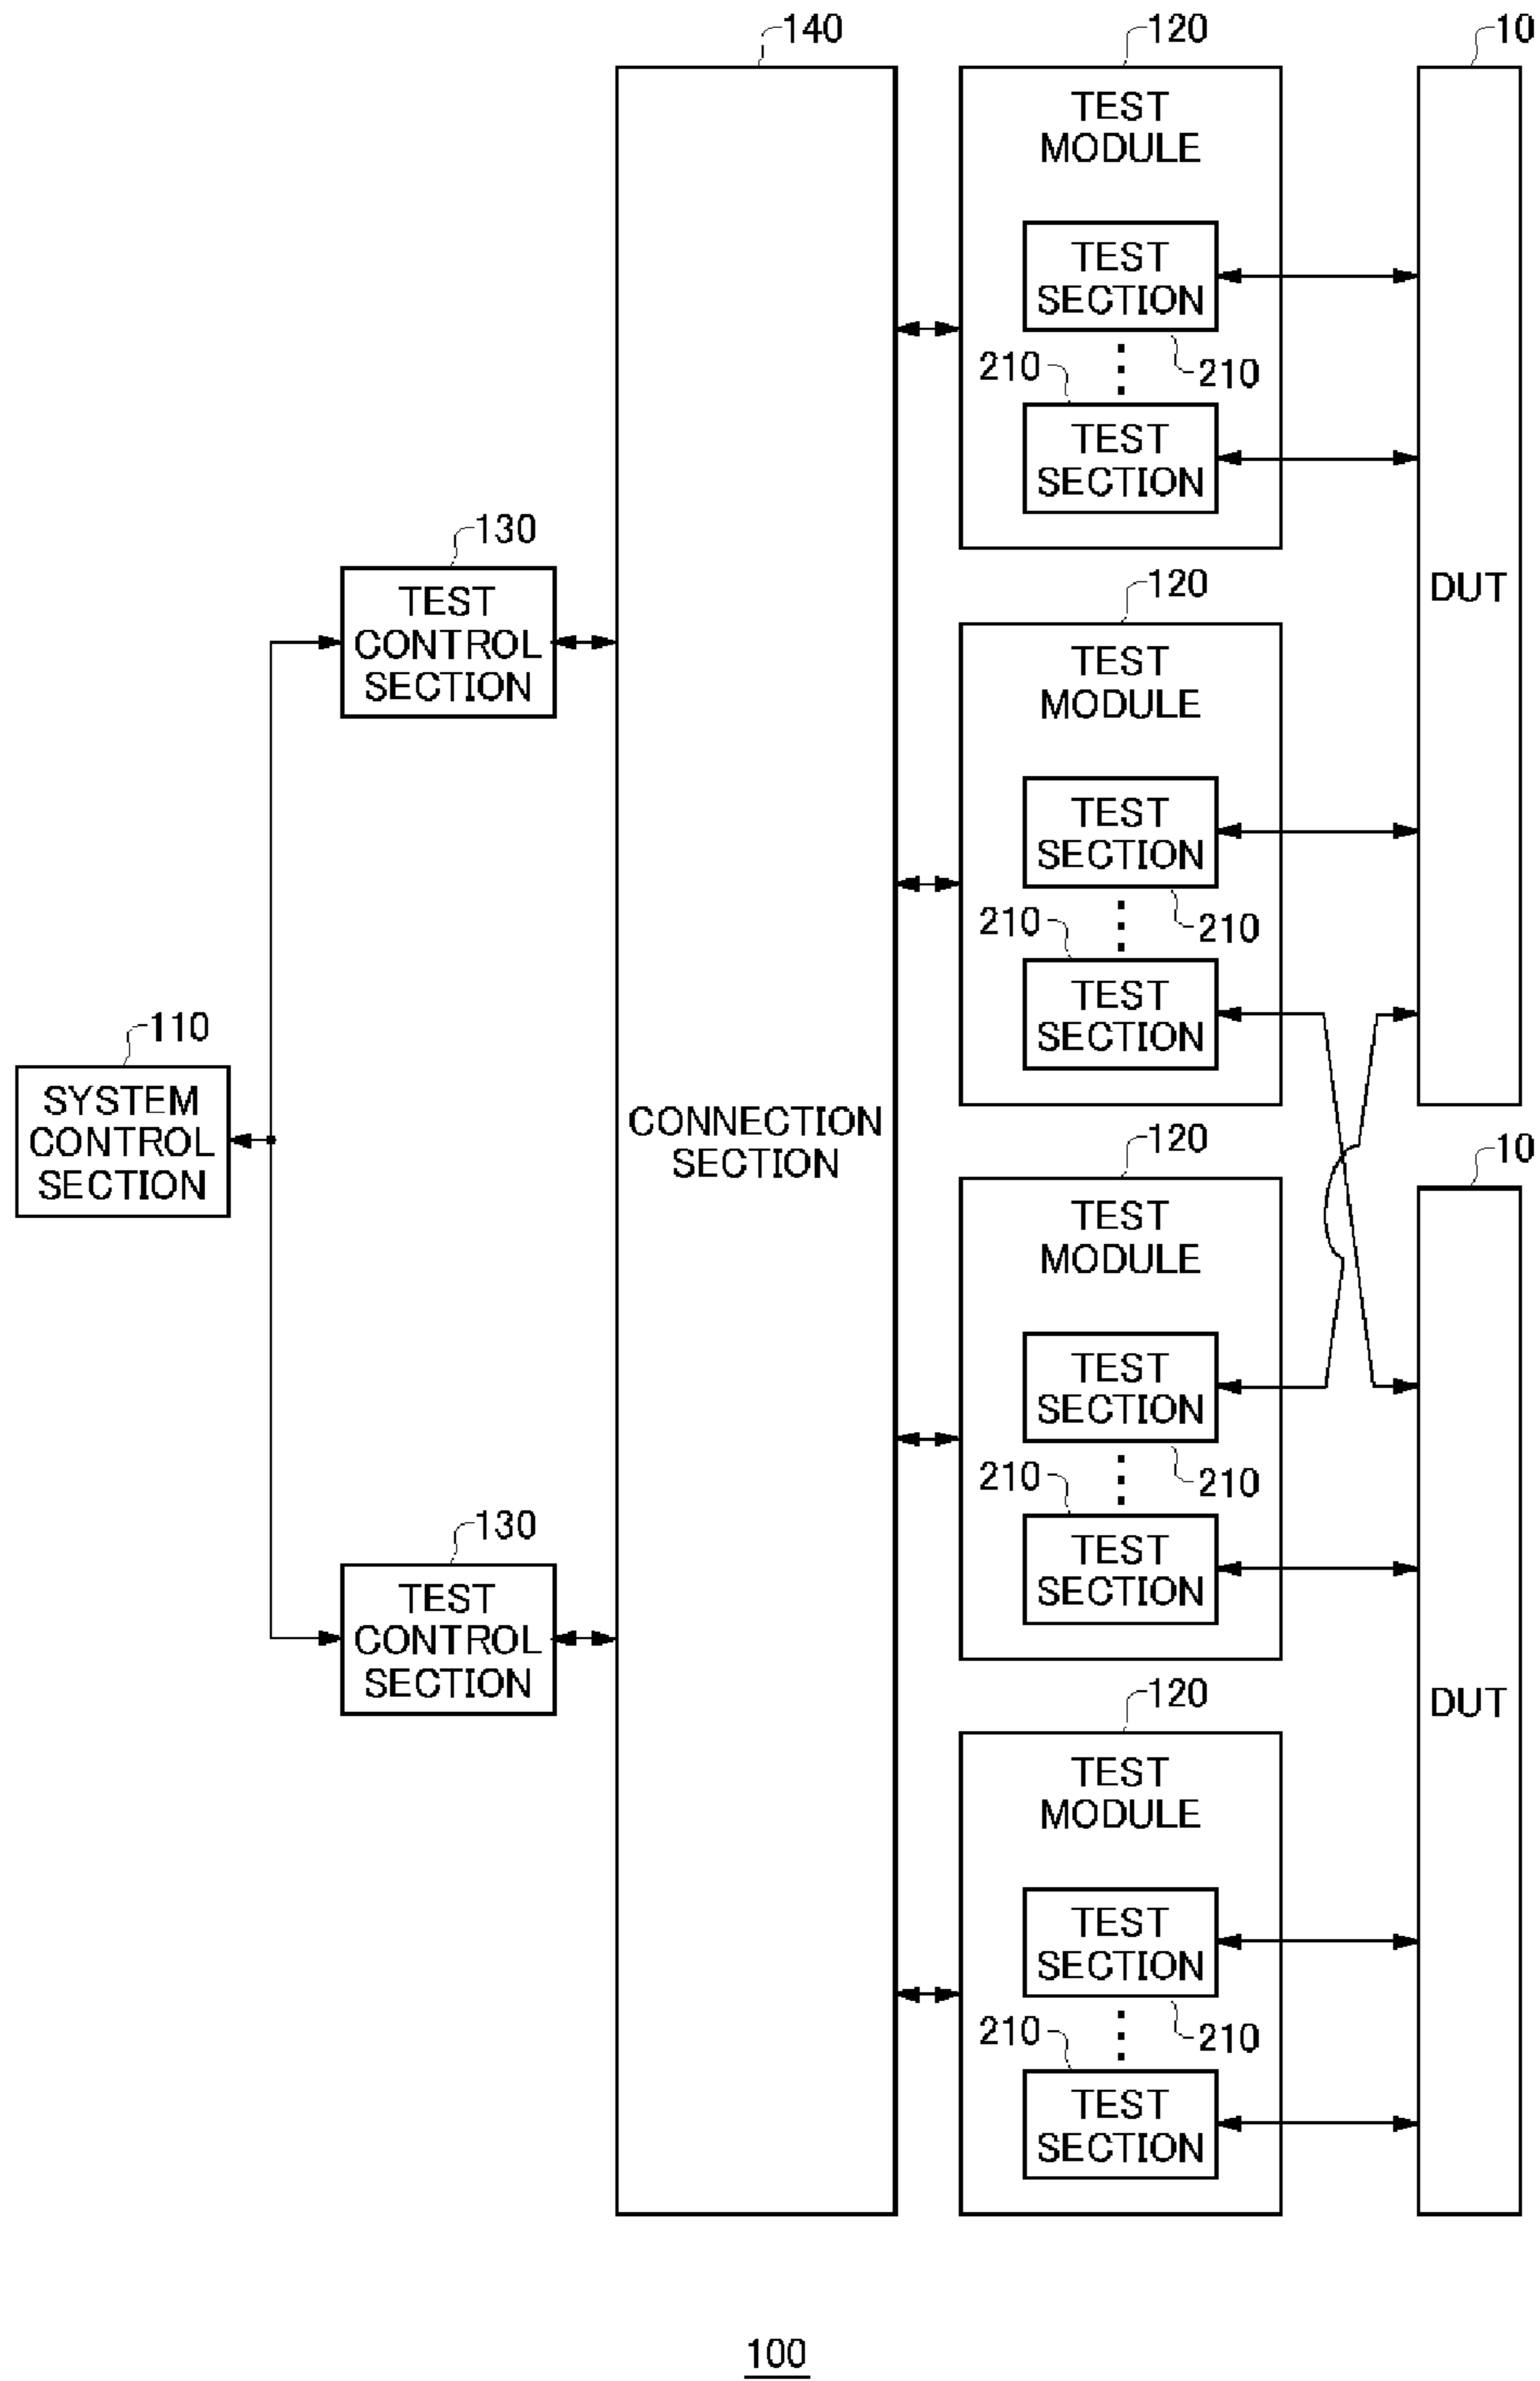 140
120
10
TEST
MODULE
TEST
SECTION
210
210
TEST
SECTION
130
TEST
CONTROL
SECTION
120
DUT
TEST
MODULE
TEST
SECTION
210
210
TEST
SECTION
110
SYSTEM
CONTROL
SECTION
CONNECTION
SECTION
120
10
TEST
MODULE
TEST
SECTION
210
210
TEST
SECTION
130
TEST
CONTROL
SECTION
120
DUT
TEST
MODULE
TEST
SECTION
210
210
TEST
SECTION
100